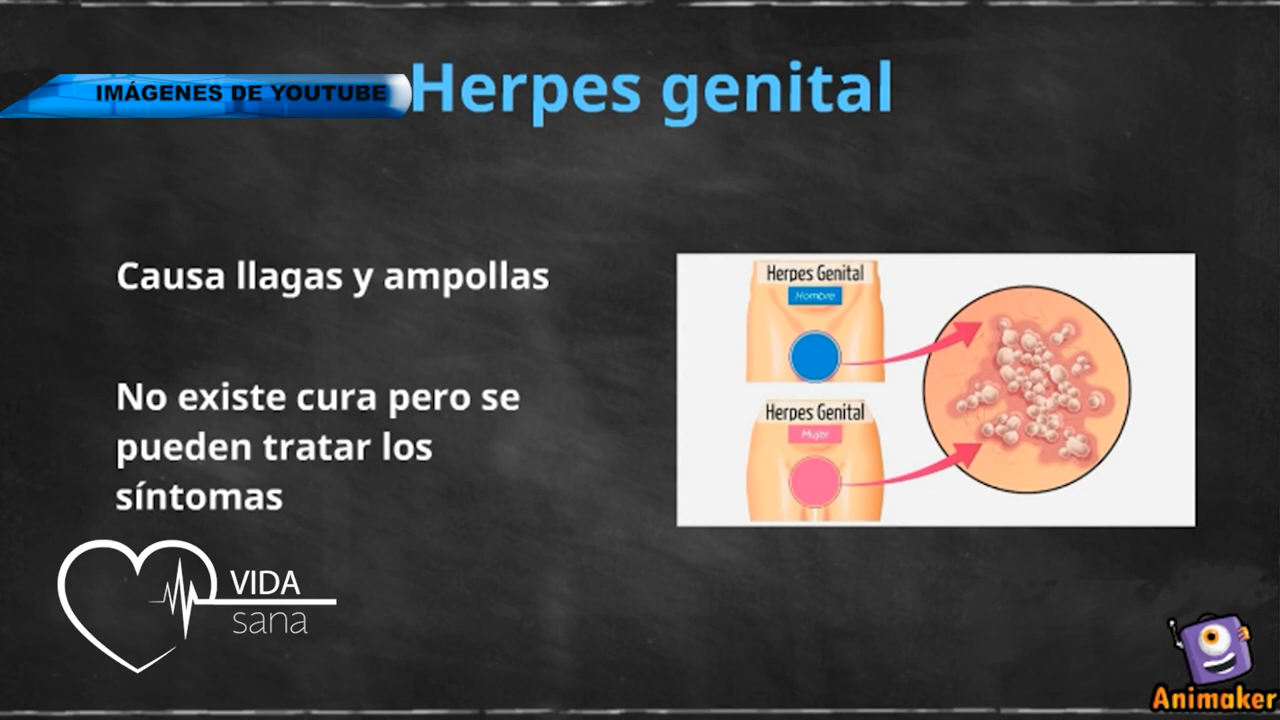 IMÁGENES DE YOUTUBE
Herpes genital
Causa llagas y ampollas
No existe cura pero se
pueden tratar los
síntomas
Herpes Genital
Hombre
Herpes Genital
Mujer
VIDA
sana
Animaker